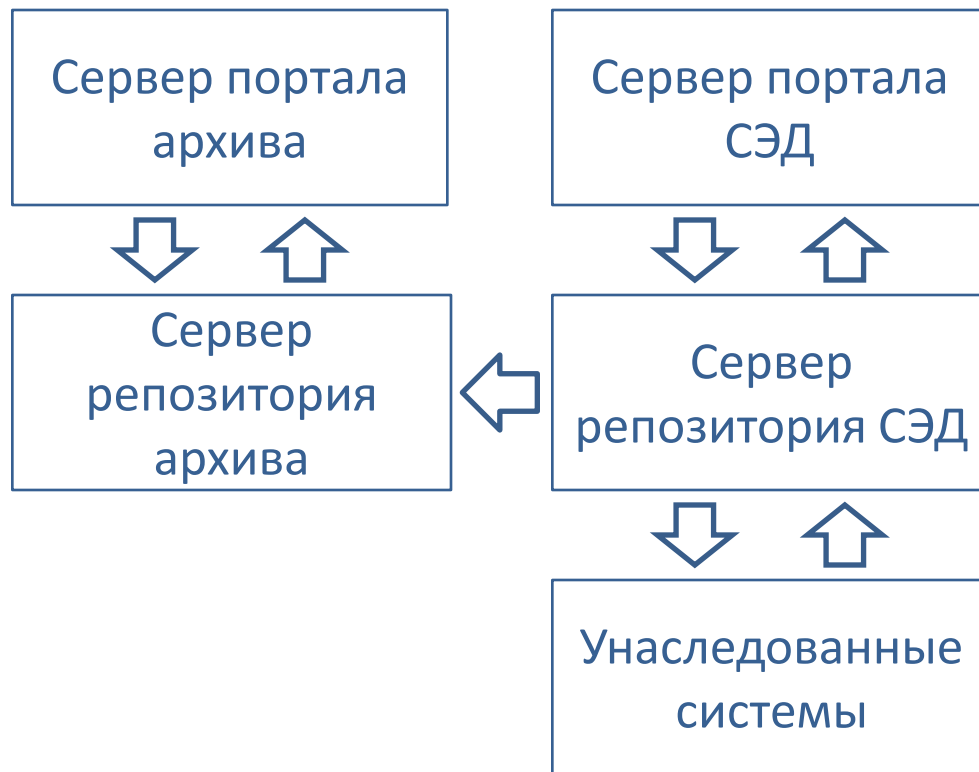 Сервер портала
архива
Сервер портала
СЭД
Сервер
репозитория
архива
Сервер
репозитория СЭД
Унаследованные
системы